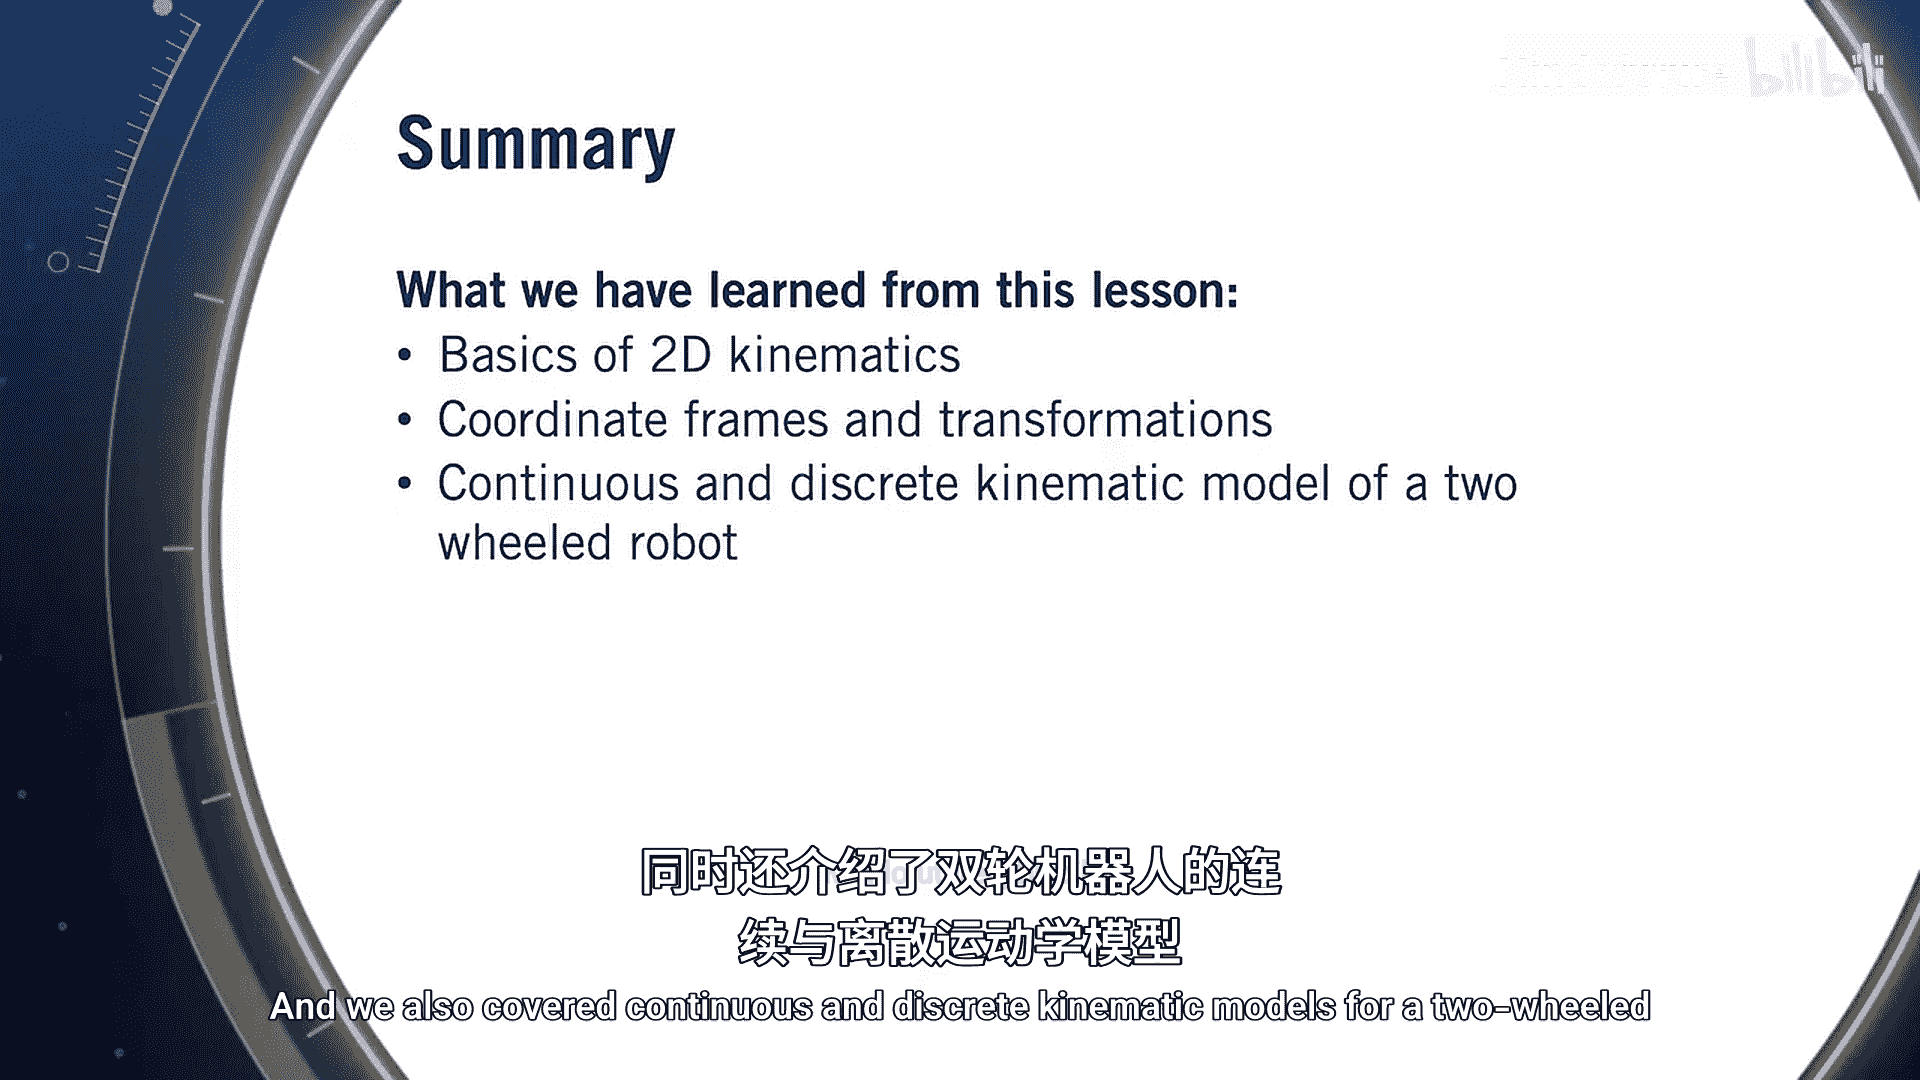 bilibili
Summary
What we have learned from this lesson:
• Basics of 2D kinematics
• Coordinate frames and transformations
• Continuous and discrete kinematic model of a two
wheeled robot
同时还介绍了双轮机器人的连
续与离散运动学模型
And we also covered continuous and discrete kinematic models for a two-wheeled